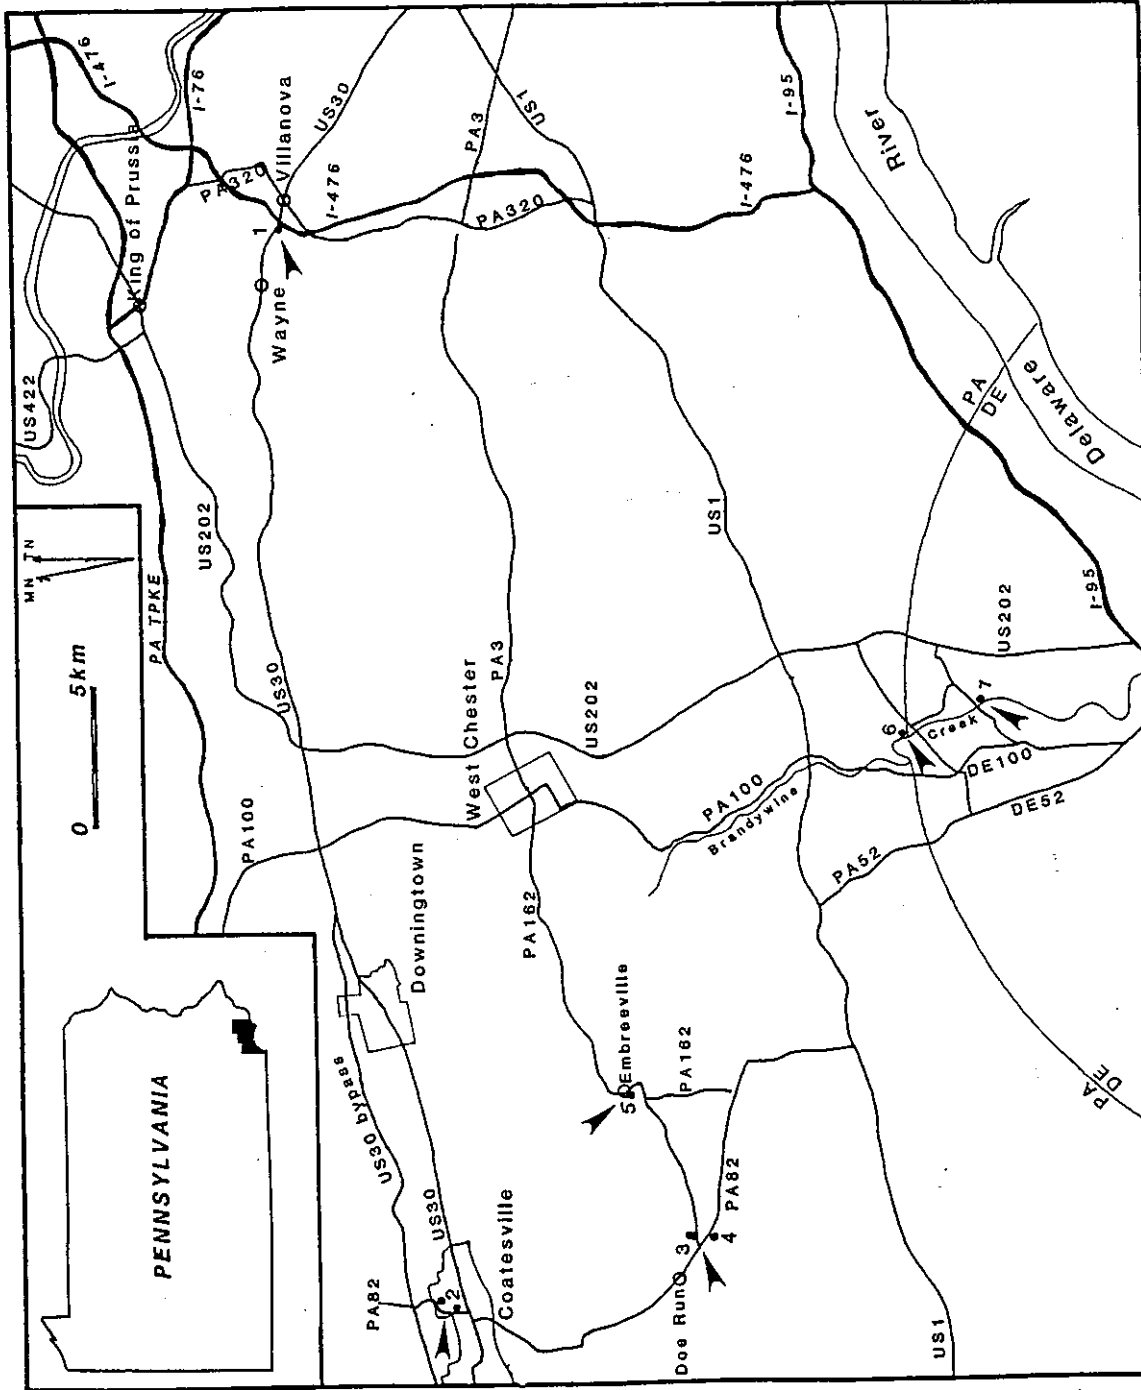 PENNSYLVANIA
0 5km
MN TN
US422
PA TPKE
King of Prussia
I-476
I-76
PA320
Villanova
US30
1
Wayne
I-476
PA3
US1
PA320
I-95
I-476
River
Delaware
PA
DE
US202
US30
PA100
West Chester
PA3
US202
US1
Downingtown
PA162
US30 bypass
US30
PA82
2
Coatesville
Embreeville
5
PA162
Doe Run
3
4
PA82
US1
PA100
Brandywine
Creek
PA52
DE52
DE100
6
7
US202
I-95
PA
DE